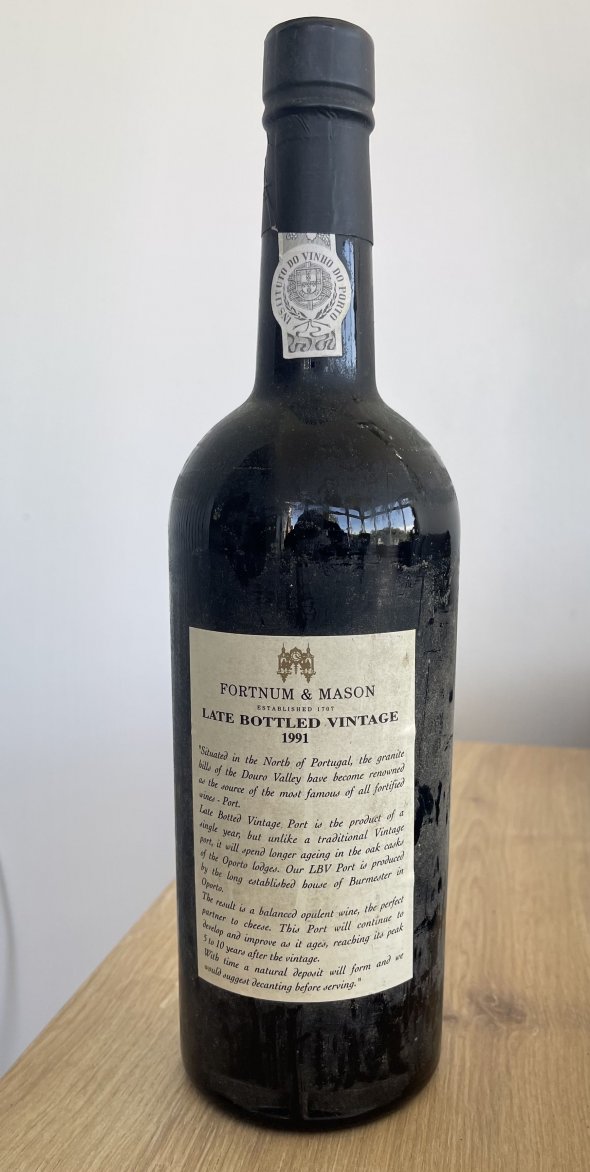 INSTITUTO DO VINHO DO PORTO
FORTNUM & MASON
ESTABLISHED 1707
LATE BOTTLED VINTAGE
1991
"Situated in the North of Portugal, the granite
hills of the Douro Valley have become renowned
as the source of the most famous of all fortified
wines - Port.
Late Botted Vintage Port is the product of a
single year, but unlike a traditional Vintage
port, it will spend longer ageing in the oak casks
of the Oporto lodges. Our LBV Port is produced
by the long established house of Burmester in
Oporto.
The result is a balanced opulent wine, the perfect
partner to cheese. This Port will continue to
develop and improve as it ages, reaching its peak
5 to 10 years after the vintage.
With time a natural deposit will form and we
would suggest decanting before serving."